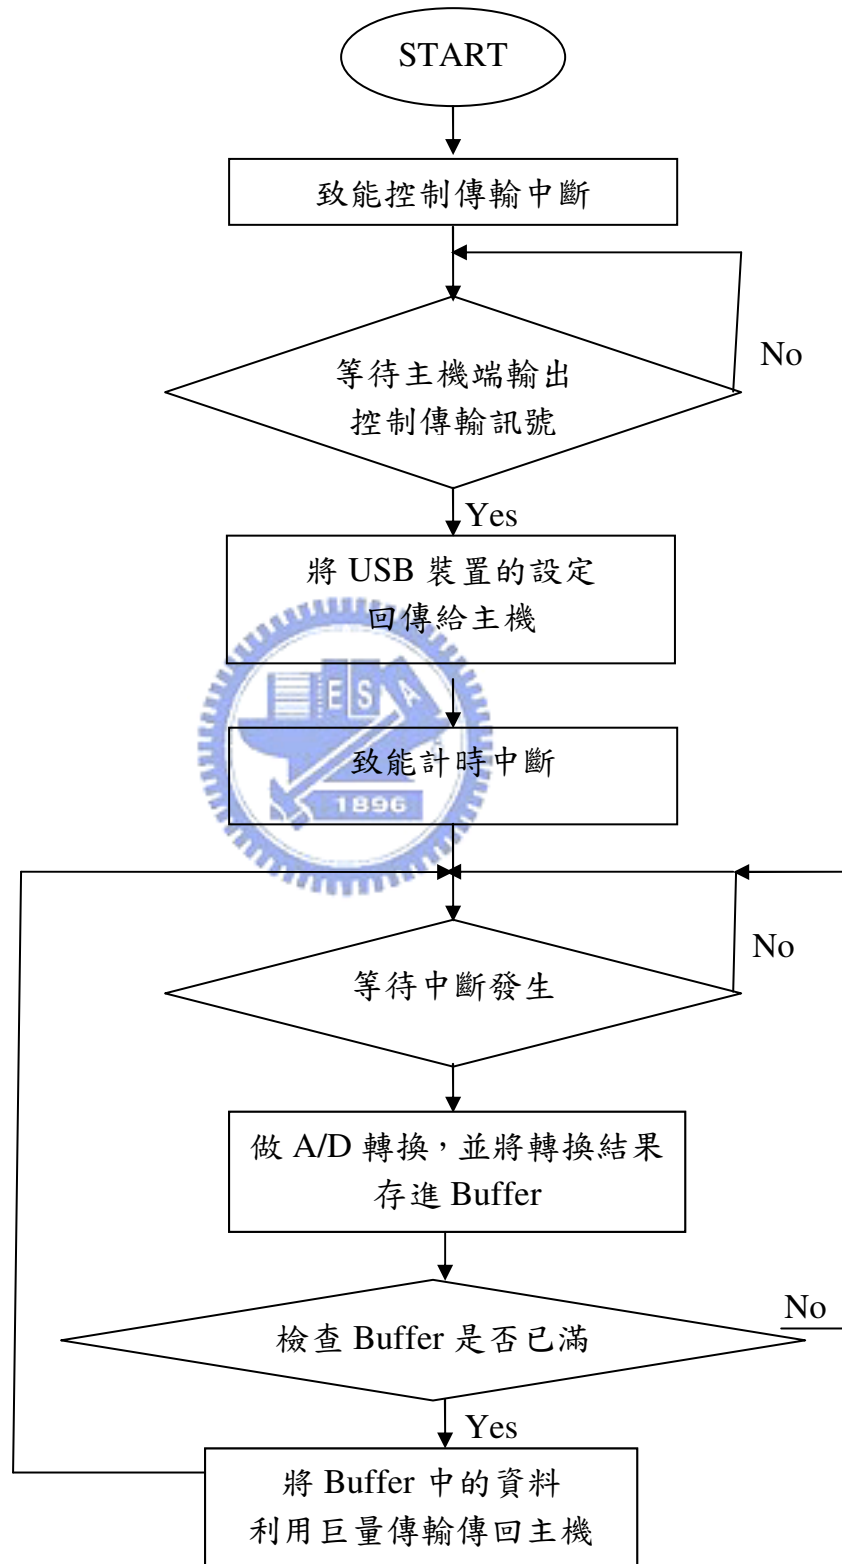 START
致能控制傳輸中斷
No
等待主機端輸出
控制傳輸訊號
Yes
將 USB 裝置的設定
回傳給主機
ESA
致能計時中斷
1896
No
等待中斷發生
做 A/D 轉換，並將轉換結果
存進 Buffer
No
檢查 Buffer 是否已滿
Yes
將 Buffer 中的資料
利用巨量傳輸傳回主機